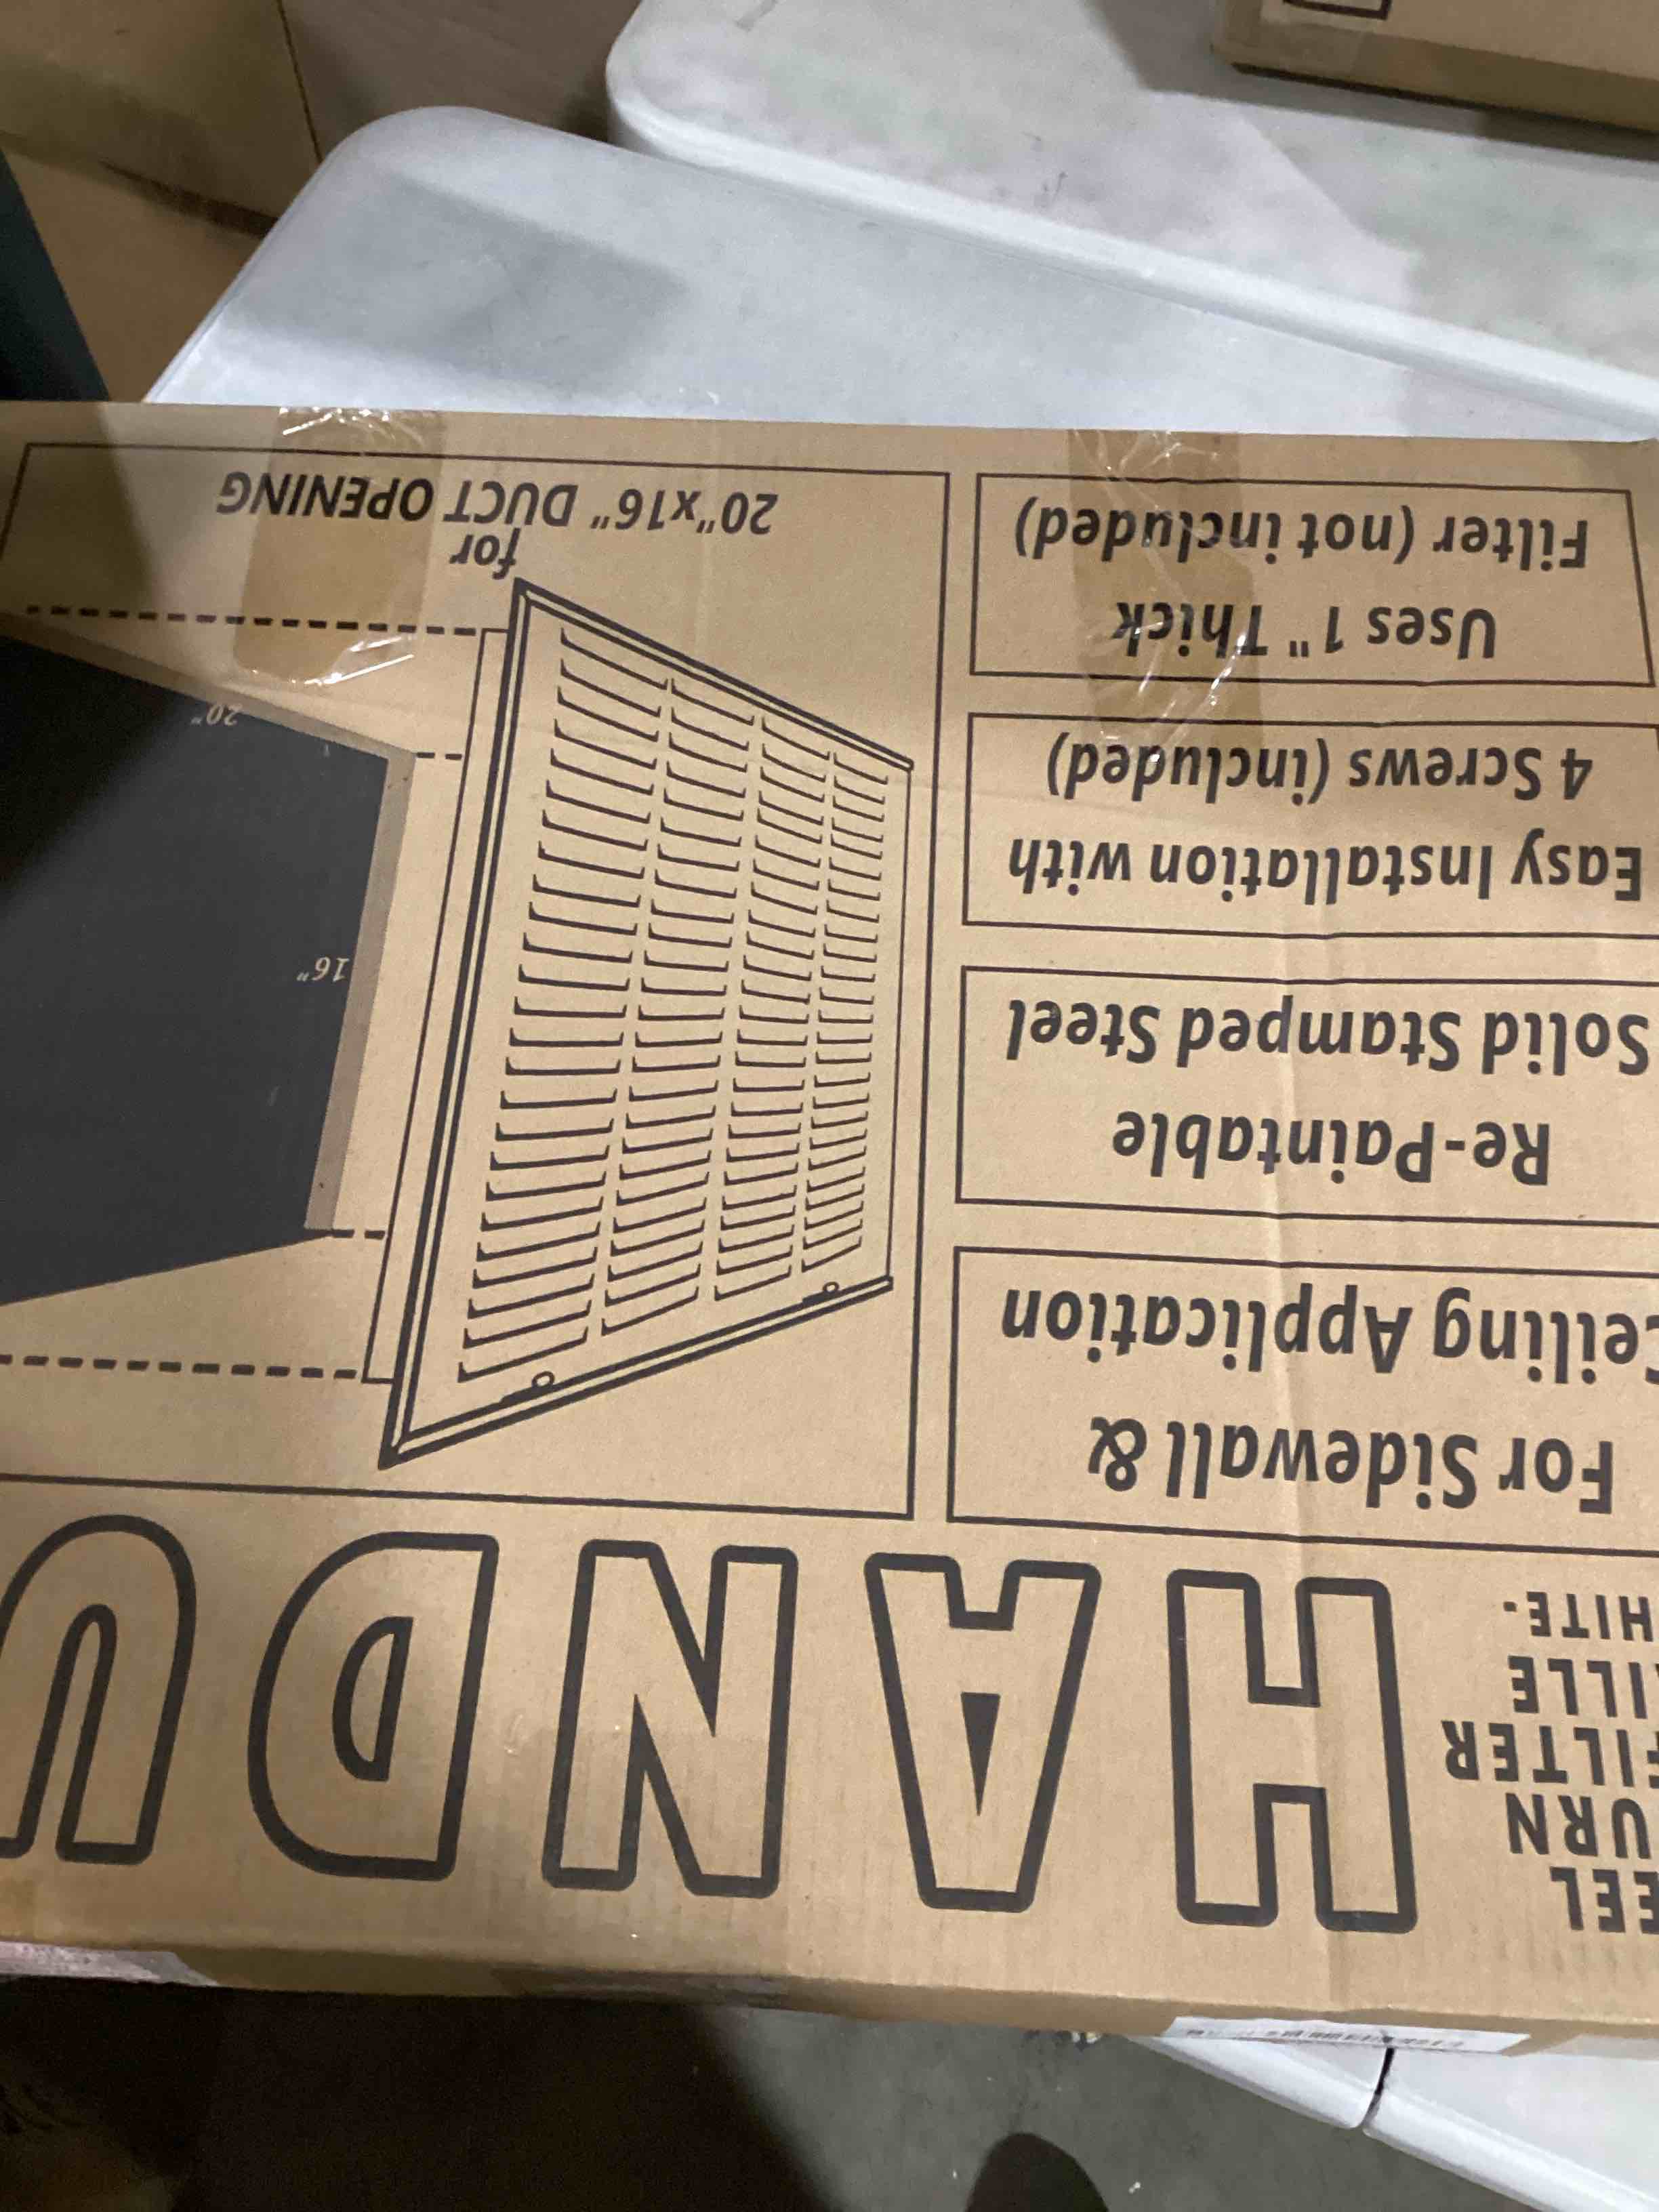 EEL
URN
FILTER
ILLE
HITE-
HANDU
For Sidewall &
Ceiling Application
Re-Paintable
Solid Stamped Steel
Easy Installation with
4 Screws (included)
Uses 1" Thick
Filter (not included)
16"
20"
for
20"x16" DUCT OPENING